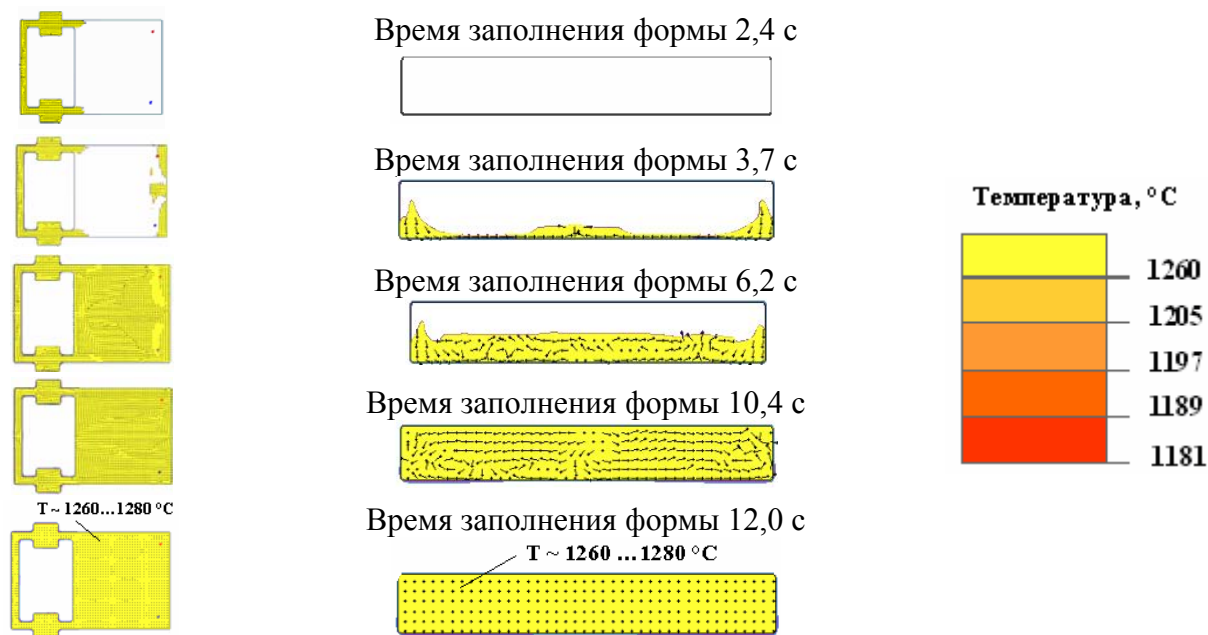 Время заполнения формы 2,4 с
Время заполнения формы 3,7 с
Время заполнения формы 6,2 с
Время заполнения формы 10,4 с
T ~ 1260...1280 °C
Время заполнения формы 12,0 с
T ~ 1260 ...1280 °C
Температура, °C
1260
1205
1197
1189
1181